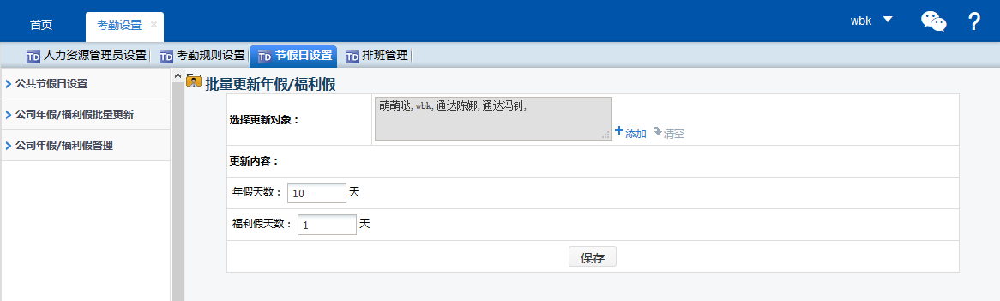 首页 考勤设置 × wbk ?
TD 人力资源管理员设置 TD 考勤规则设置 TD 节假日设置 TD 排班管理
公共节假日设置
公司年假/福利假批量更新
公司年假/福利假管理
批量更新年假/福利假
选择更新对象： 萌萌哒,wbk,通达陈娜,通达冯钊, 添加 清空
更新内容：
年假天数： 10 天
福利假天数： 1 天
保存